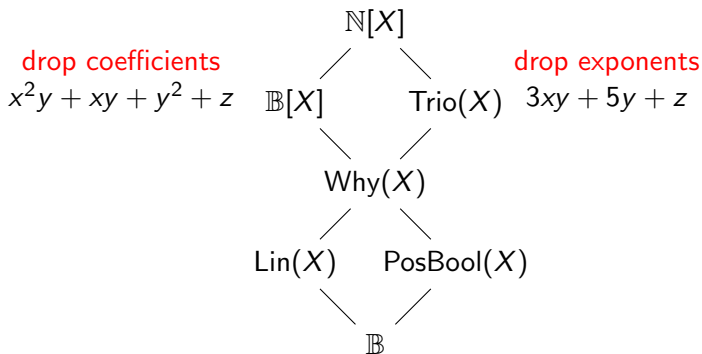 ℕ[X]
drop coefficients
drop exponents
x²y + xy + y² + z
𝔹[X]
Trio(X)
3xy + 5y + z
Why(X)
Lin(X)
PosBool(X)
𝔹